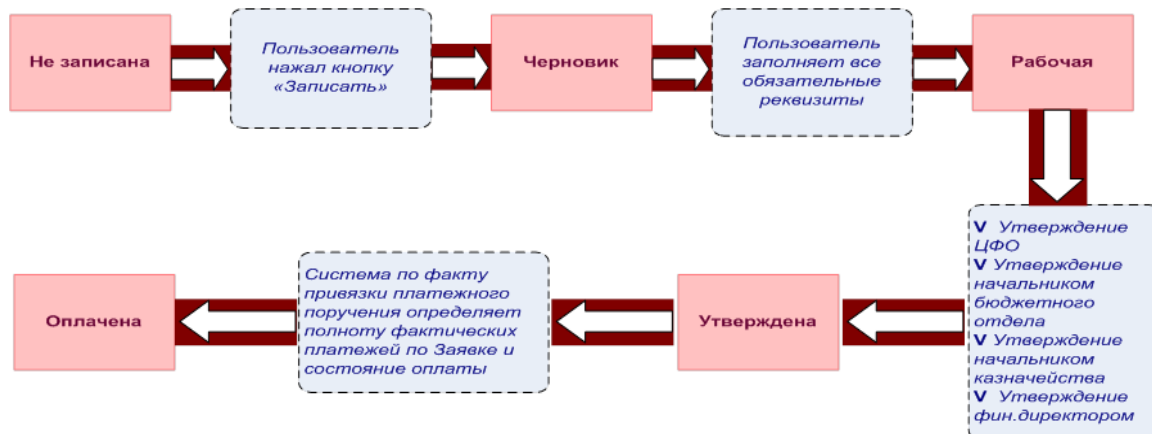 Не записана
Пользователь
нажал кнопку
«Записать»
Черновик
Пользователь
заполняет все
обязательные
реквизиты
Рабочая
V Утверждение
ЦФО
V Утверждение
начальником
бюджетного
отдела
V Утверждение
начальником
казначейства
V Утверждение
фин.директором
Утверждена
Система по факту
привязки платежного
поручения определяет
полноту фактических
платежей по Заявке и
состояние оплаты
Оплачена